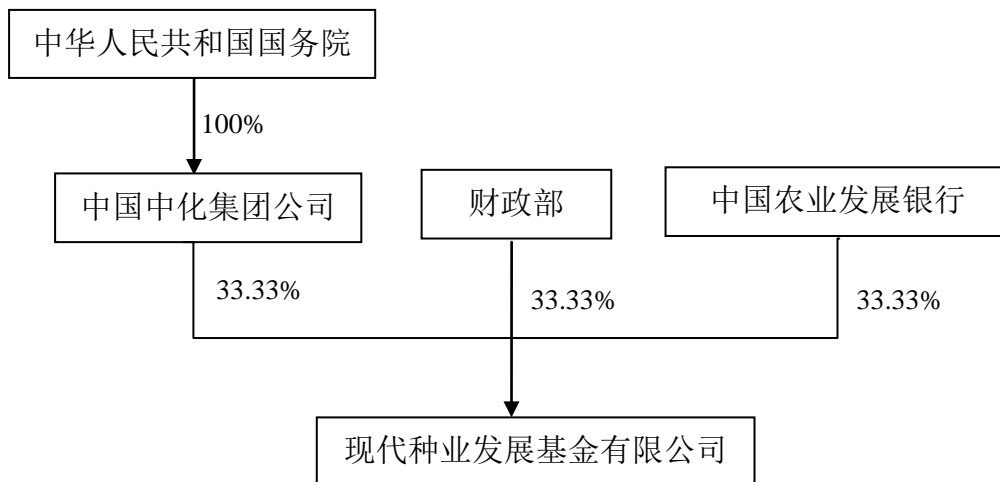 中华人民共和国国务院
100%
中国中化集团公司
财政部
中国农业发展银行
33.33%
33.33%
33.33%
现代种业发展基金有限公司